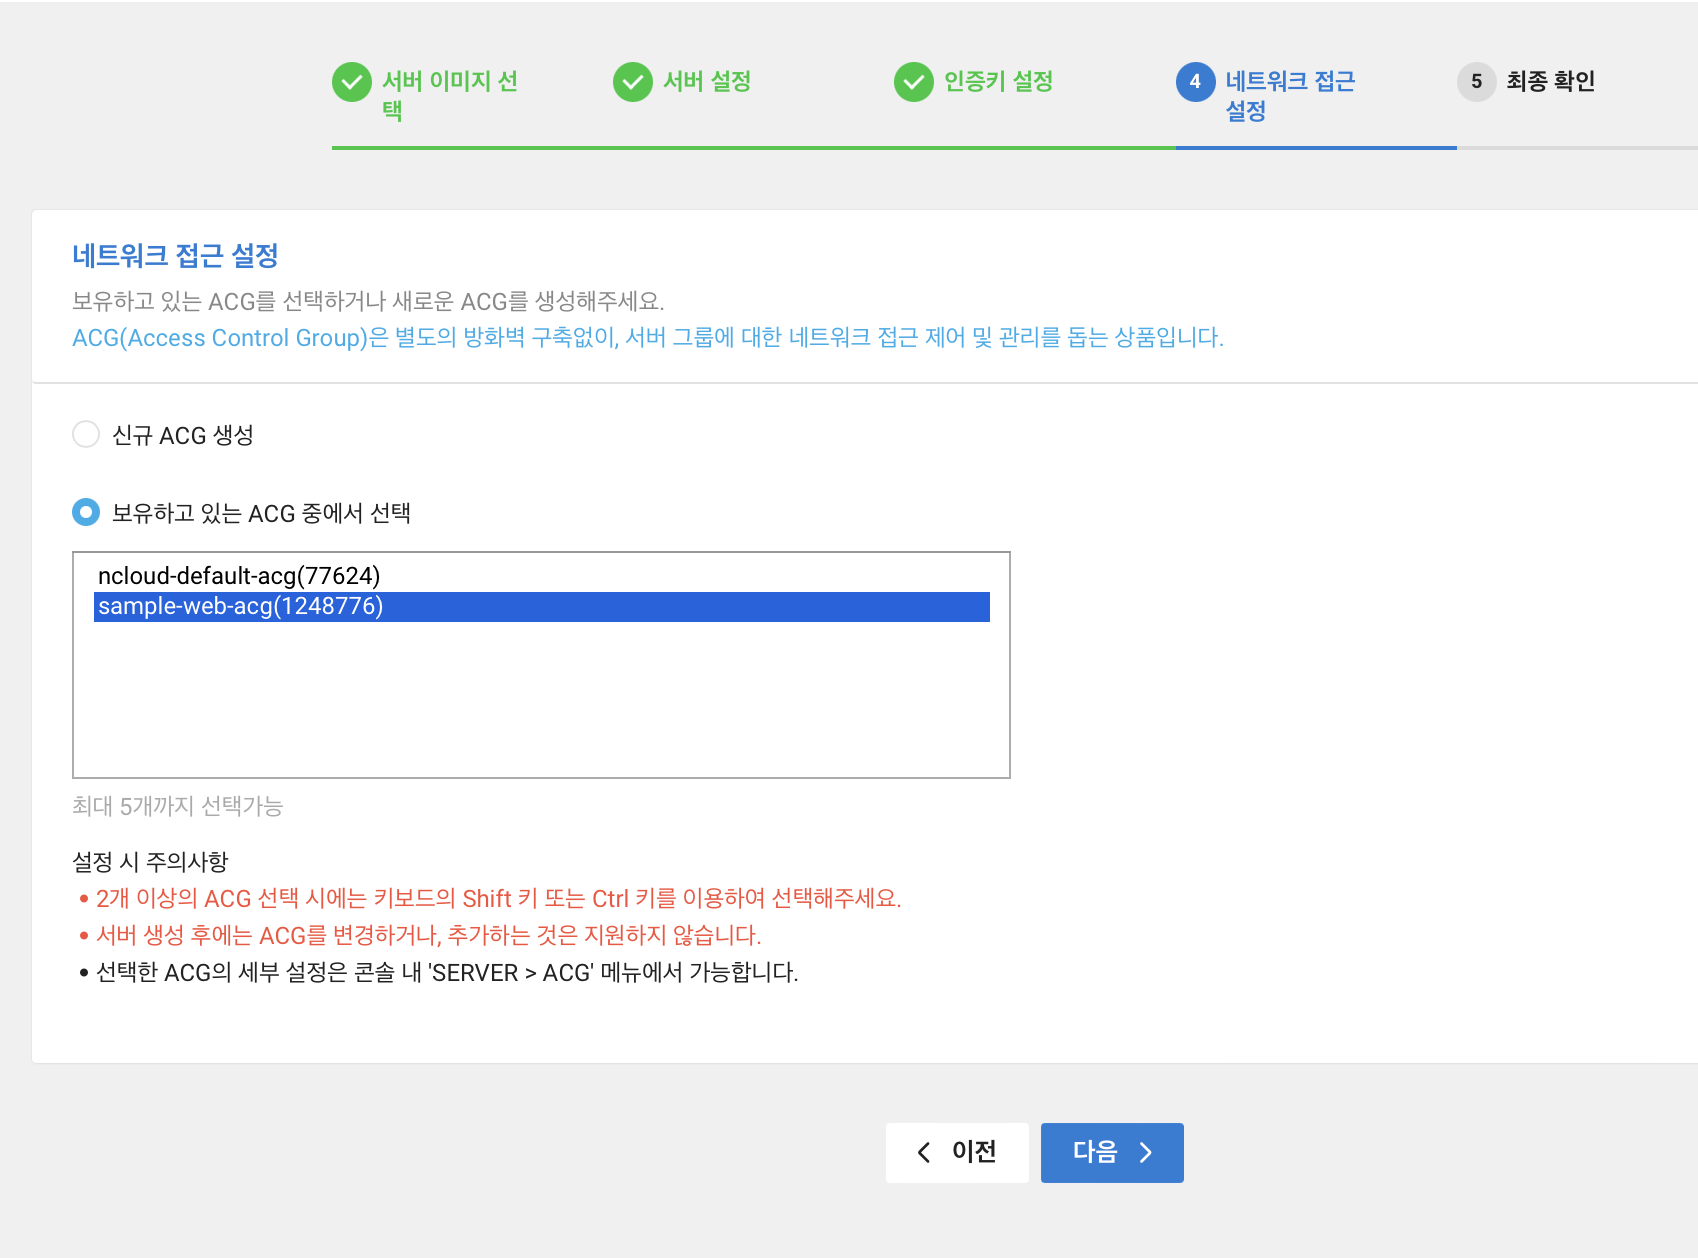 서버 이미지 선
택
서버 설정
인증키 설정
4 네트워크 접근
설정
5 최종 확인
네트워크 접근 설정
보유하고 있는 ACG를 선택하거나 새로운 ACG를 생성해주세요.
ACG(Access Control Group)은 별도의 방화벽 구축없이, 서버 그룹에 대한 네트워크 접근 제어 및 관리를 돕는 상품입니다.
신규 ACG 생성
보유하고 있는 ACG 중에서 선택
ncloud-default-acg(77624)
sample-web-acg(1248776)
최대 5개까지 선택가능
설정 시 주의사항
• 2개 이상의 ACG 선택 시에는 키보드의 Shift 키 또는 Ctrl 키를 이용하여 선택해주세요.
• 서버 생성 후에는 ACG를 변경하거나, 추가하는 것은 지원하지 않습니다.
• 선택한 ACG의 세부 설정은 콘솔 내 'SERVER > ACG' 메뉴에서 가능합니다.
이전
다음